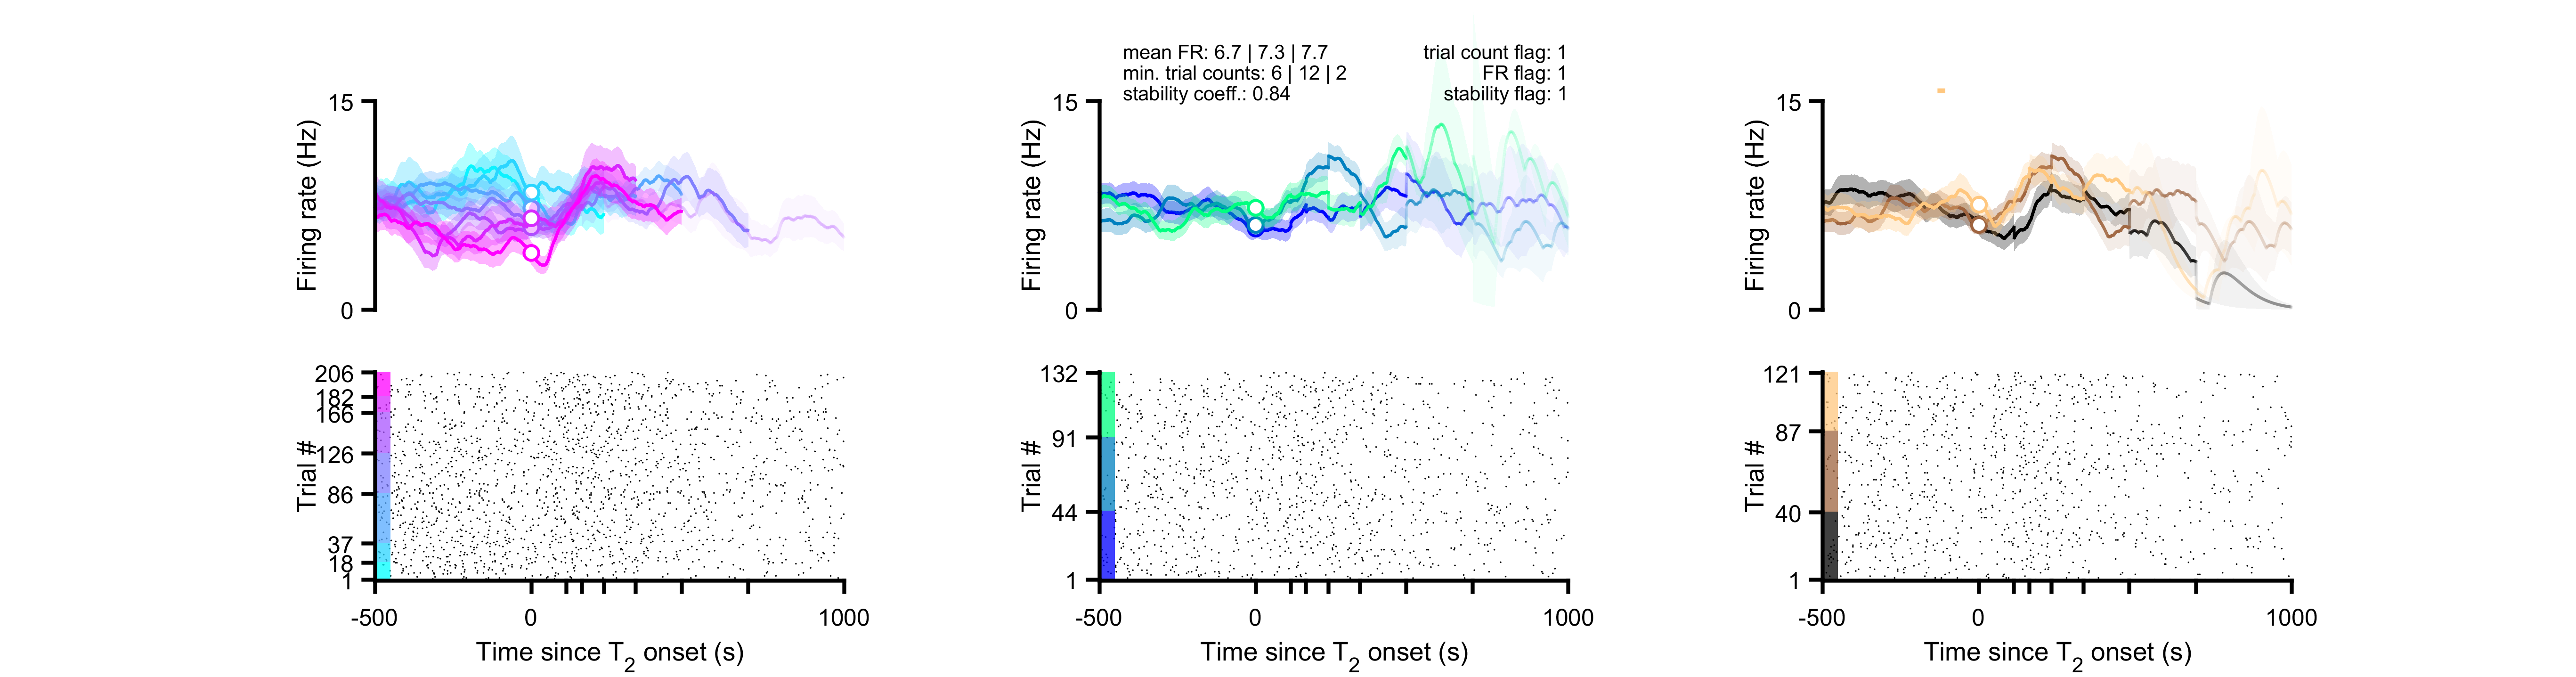 mean FR: 6.7 | 7.3 | 7.7
min. trial counts: 6 | 12 | 2
stability coeff.: 0.84
trial count flag: 1
FR flag: 1
stability flag: 1
Firing rate (Hz)
15
0
Firing rate (Hz)
15
0
Firing rate (Hz)
15
0
Trial #
206
182
166
126
86
37
18
1
-500
0
1000
Time since T2 onset (s)
Trial #
132
91
44
1
-500
0
1000
Time since T2 onset (s)
Trial #
121
87
40
1
-500
0
1000
Time since T2 onset (s)